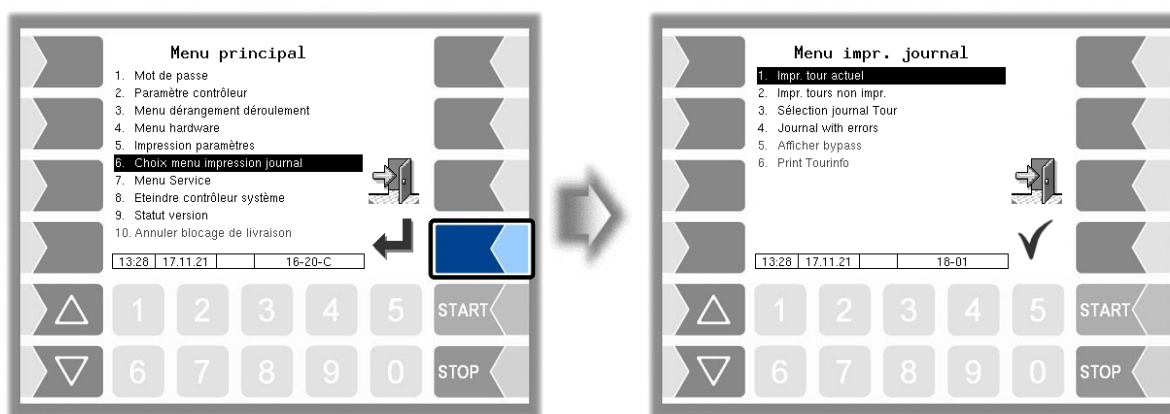 Menu principal
1. Mot de passe
2. Paramètre contrôleur
3. Menu dérangement déroulement
4. Menu hardware
5. Impression paramètres
6. Choix menu impression journal
7. Menu Service
8. Eteindre contrôleur système
9. Statut version
10. Annuler blocage de livraison
13:28 17.11.21 16-20-C
1 2 3 4 5 START
6 7 8 9 0 STOP
Menu impr. journal
1. Impr. tour actuel
2. Impr. tours non impr.
3. Sélection journal Tour
4. Journal with errors
5. Afficher bypass
6. Print Tourinfo
13:28 17.11.21 18-01
1 2 3 4 5 START
6 7 8 9 0 STOP